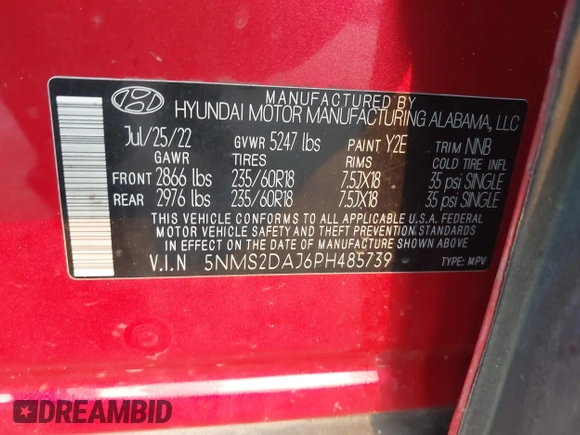 MANUFACTURED BY
HYUNDAI MOTOR MANUFACTURING ALABAMA, LLC
Jul/25/22 GVWR 5247 lbs PAINT Y2E TRIM NNB
GAWR TIRES RIMS COLD TIRE INFL
FRONT 2866 lbs 235/60R18 7.5JX18 35 psi SINGLE
REAR 2976 lbs 235/60R18 7.5JX18 35 psi SINGLE
THIS VEHICLE CONFORMS TO ALL APPLICABLE U.S.A. FEDERAL
MOTOR VEHICLE SAFETY AND THEFT PREVENTION STANDARDS
IN EFFECT ON THE DATE OF MANUFACTURE SHOWN ABOVE.
V.I.N 5NMS2DAJ6PH485739 TYPE: MPV
DREAMBID